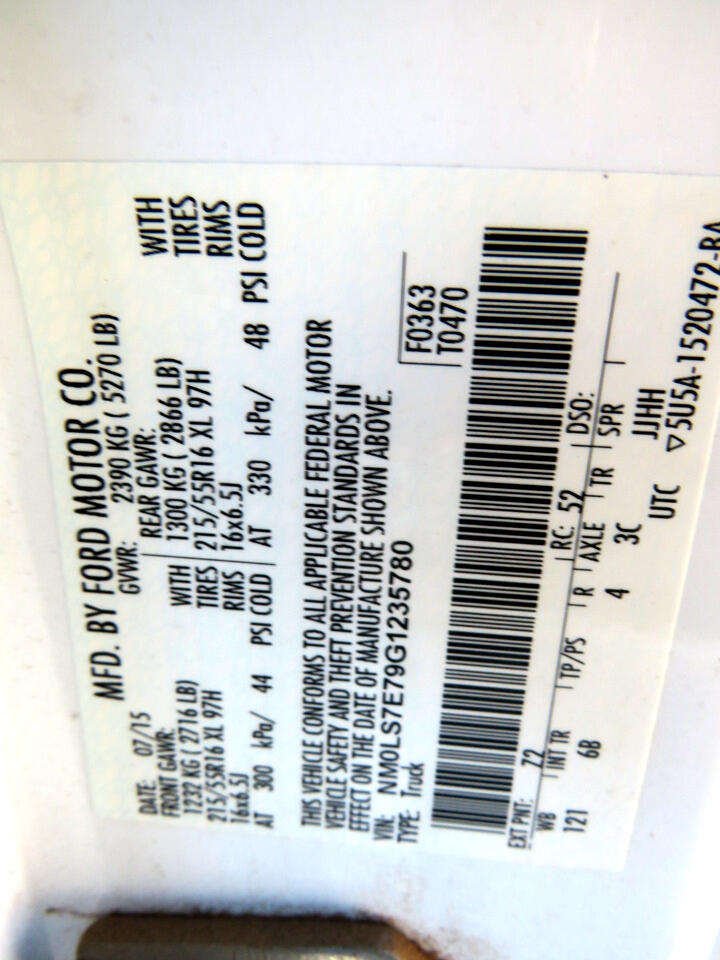 MFD. BY FORD MOTOR CO.
DATE: 07/15 GVWR: 2390 KG ( 5270 LB)
FRONT GAWR: REAR GAWR:
1232 KG ( 2716 LB) WITH 1300 KG ( 2866 LB) WITH
215/55R16 XL 97H TIRES 215/55R16 XL 97H TIRES
16x6.5J RIMS 16x6.5J RIMS
AT 300 kPa/ 44 PSI COLD AT 330 kPa/ 48 PSI COLD
THIS VEHICLE CONFORMS TO ALL APPLICABLE FEDERAL MOTOR
VEHICLE SAFETY AND THEFT PREVENTION STANDARDS IN
EFFECT ON THE DATE OF MANUFACTURE SHOWN ABOVE.
VIN: NM0LS7E79G1235780 F0363
TYPE: Truck T0470
EXT PNT: Z2 RC: 52 DSO:
WB INT TR TP/PS R AXLE TR SPR
121 6B 4 3C JJHH
UTC ▽5U5A-1520472-BA